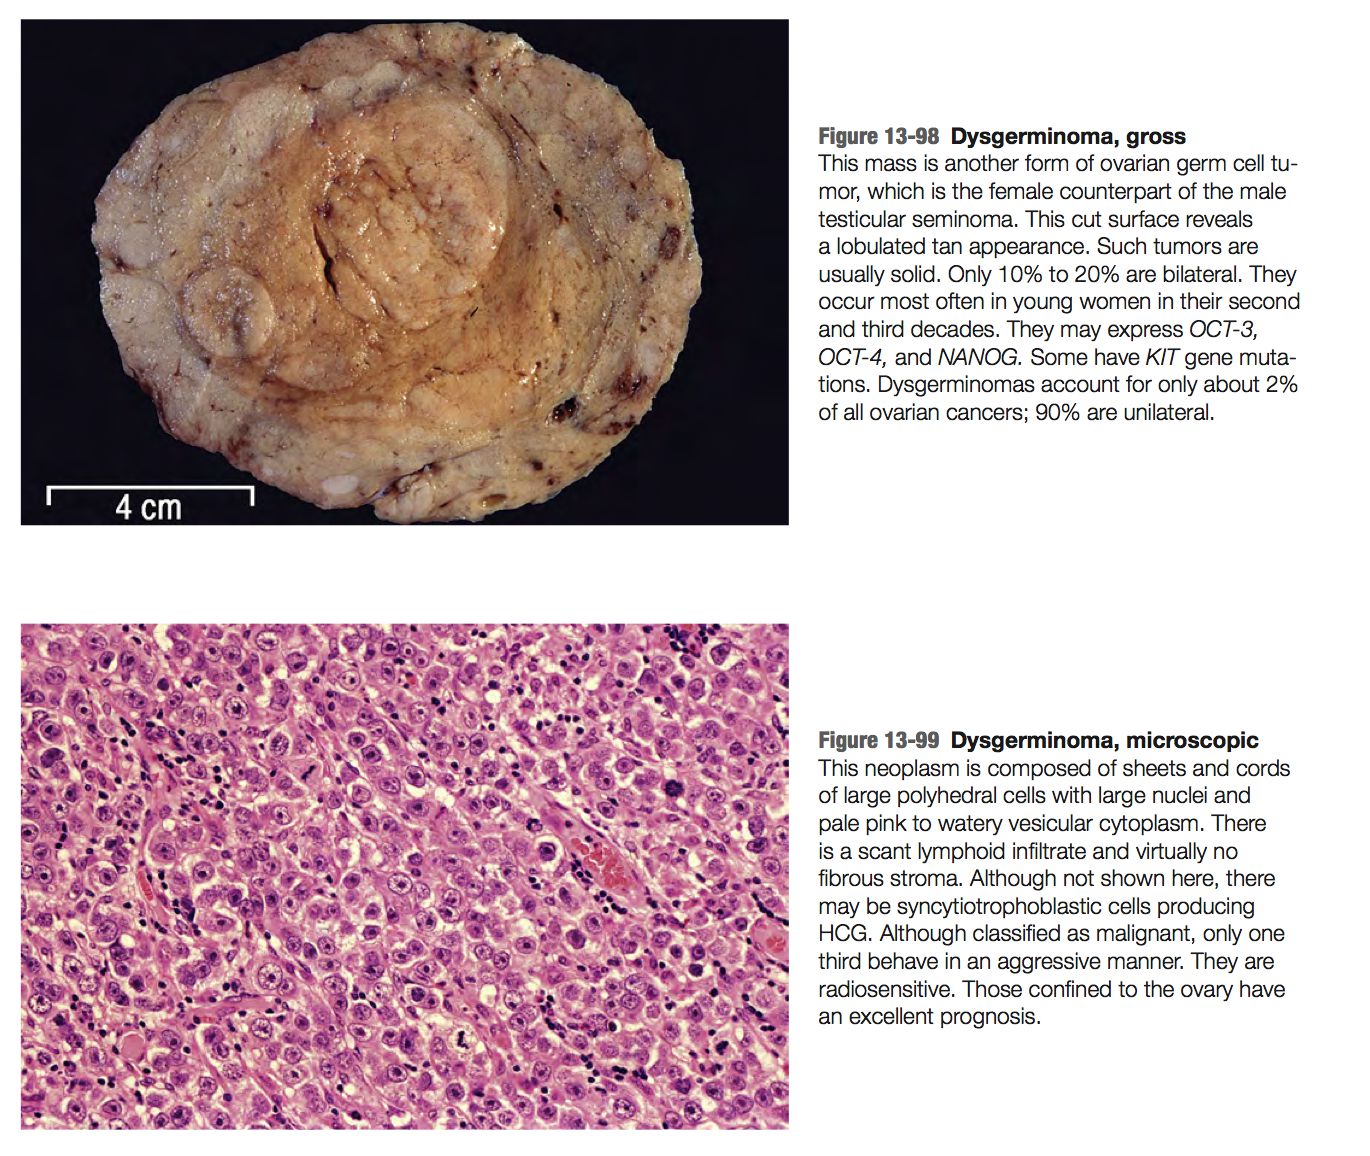 4 cm
Figure 13-98 Dysgerminoma, gross
This mass is another form of ovarian germ cell tu-
mor, which is the female counterpart of the male
testicular seminoma. This cut surface reveals
a lobulated tan appearance. Such tumors are
usually solid. Only 10% to 20% are bilateral. They
occur most often in young women in their second
and third decades. They may express OCT-3,
OCT-4, and NANOG. Some have KIT gene muta-
tions. Dysgerminomas account for only about 2%
of all ovarian cancers; 90% are unilateral.
Figure 13-99 Dysgerminoma, microscopic
This neoplasm is composed of sheets and cords
of large polyhedral cells with large nuclei and
pale pink to watery vesicular cytoplasm. There
is a scant lymphoid infiltrate and virtually no
fibrous stroma. Although not shown here, there
may be syncytiotrophoblastic cells producing
HCG. Although classified as malignant, only one
third behave in an aggressive manner. They are
radiosensitive. Those confined to the ovary have
an excellent prognosis.